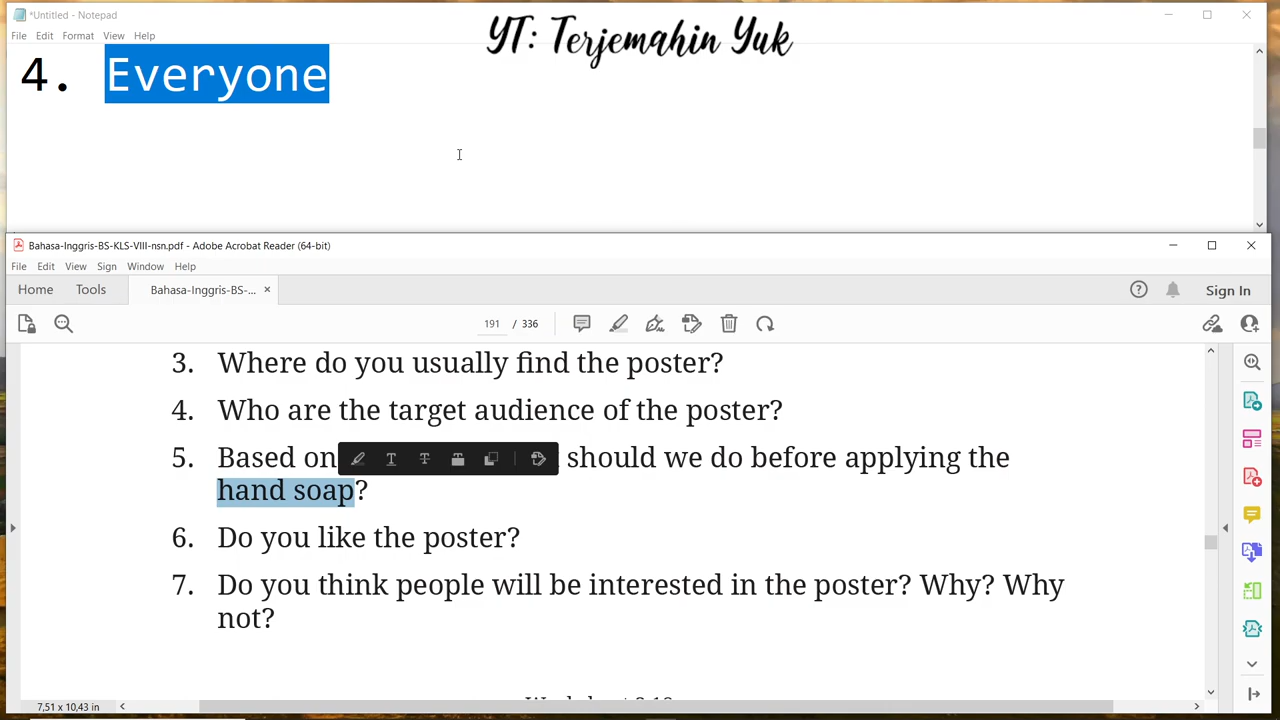 *Untitled - Notepad
YT: Terjemahin Yuk
File Edit Format View Help
4. Everyone
Bahasa-Inggris-BS-KLS-VIII-nsn.pdf - Adobe Acrobat Reader (64-bit)
File Edit View Sign Window Help
Home Tools Bahasa-Inggris-BS-... × Sign In
191 / 336
3. Where do you usually find the poster?
4. Who are the target audience of the poster?
5. Based on should we do before applying the
hand soap?
6. Do you like the poster?
7. Do you think people will be interested in the poster? Why? Why
not?
7,51 x 10,43 in